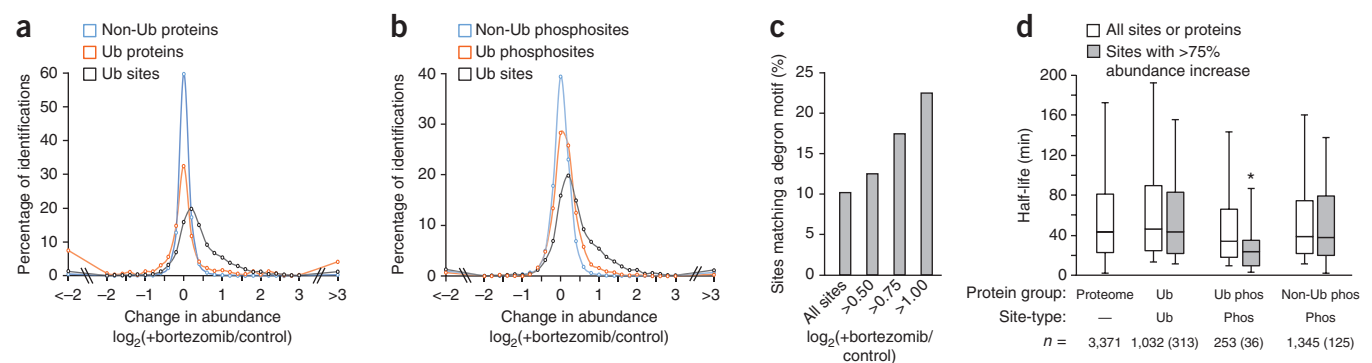 a
Non-Ub proteins
Ub proteins
Ub sites
Percentage of identifications
60
50
40
30
20
10
0
<–2
–2
–1
0
1
2
3
>3
Change in abundance
log2(+bortezomib/control)
b
Non-Ub phosphosites
Ub phosphosites
Ub sites
Percentage of identifications
40
30
20
10
0
<–2
–2
–1
0
1
2
3
>3
Change in abundance
log2(+bortezomib/control)
c
Sites matching a degron motif (%)
25
20
15
10
5
0
All sites
>0.50
>0.75
>1.00
log2(+bortezomib/
control)
d
All sites or proteins
Sites with >75%
abundance increase
Half-life (min)
200
160
120
80
40
0
*
Protein group: Proteome Ub Ub phos Non-Ub phos
Site-type: — Ub Phos Phos
n = 3,371 1,032 (313) 253 (36) 1,345 (125)